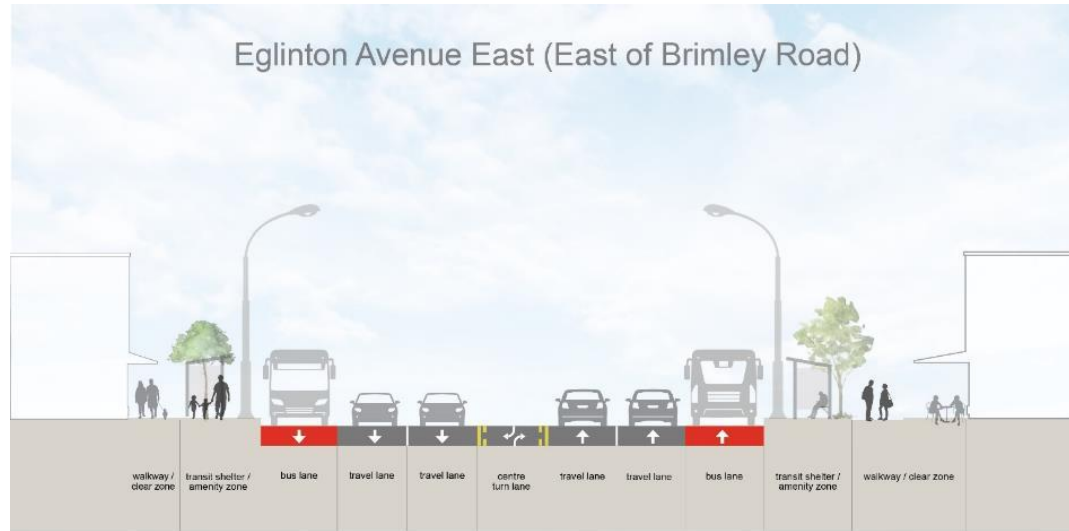 Eglinton Avenue East (East of Brimley Road)
walkway /
clear zone
transit shelter /
amenity zone
bus lane
travel lane
travel lane
centre
turn lane
travel lane
travel lane
bus lane
transit shelter /
amenity zone
walkway / clear zone